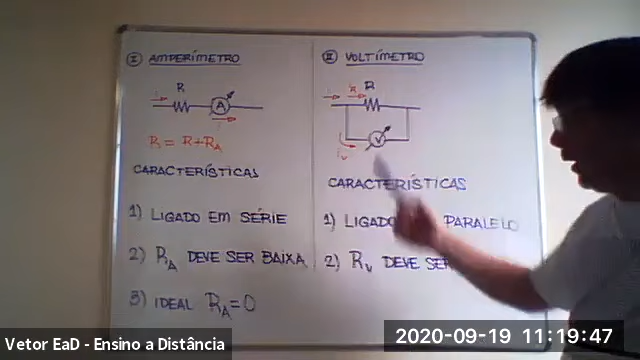 I AMPERÍMETRO
R
i
A
i
R = R+RA
CARACTERÍSTICAS
1) LIGADO EM SÉRIE
2) RA DEVE SER BAIXA
3) IDEAL RA=0
II VOLTÍMETRO
R
i
V
iV
CARACTERÍSTICAS
1) LIGADO PARALELO
2) RV DEVE SER
Vetor EaD - Ensino a Distância
2020-09-19 11:19:47